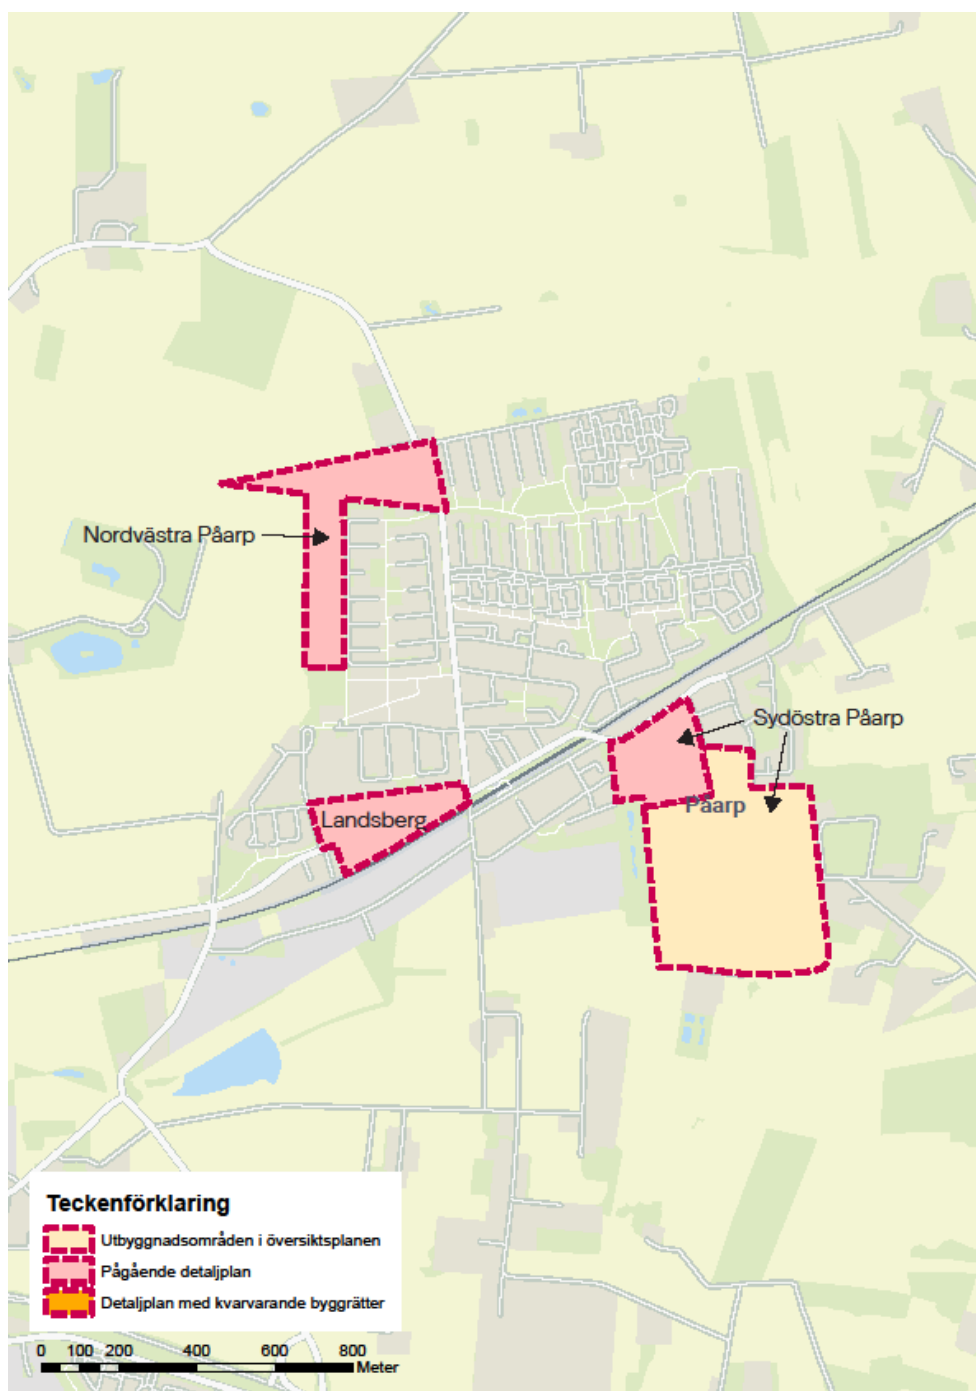 Nordvästra Påarp
Sydöstra Påarp
Påarp
Landsberg
Teckenförklaring
Utbyggnadsområden i översiktsplanen
Pågående detaljplan
Detaljplan med kvarvarande byggrätter
0 100 200 400 600 800
Meter